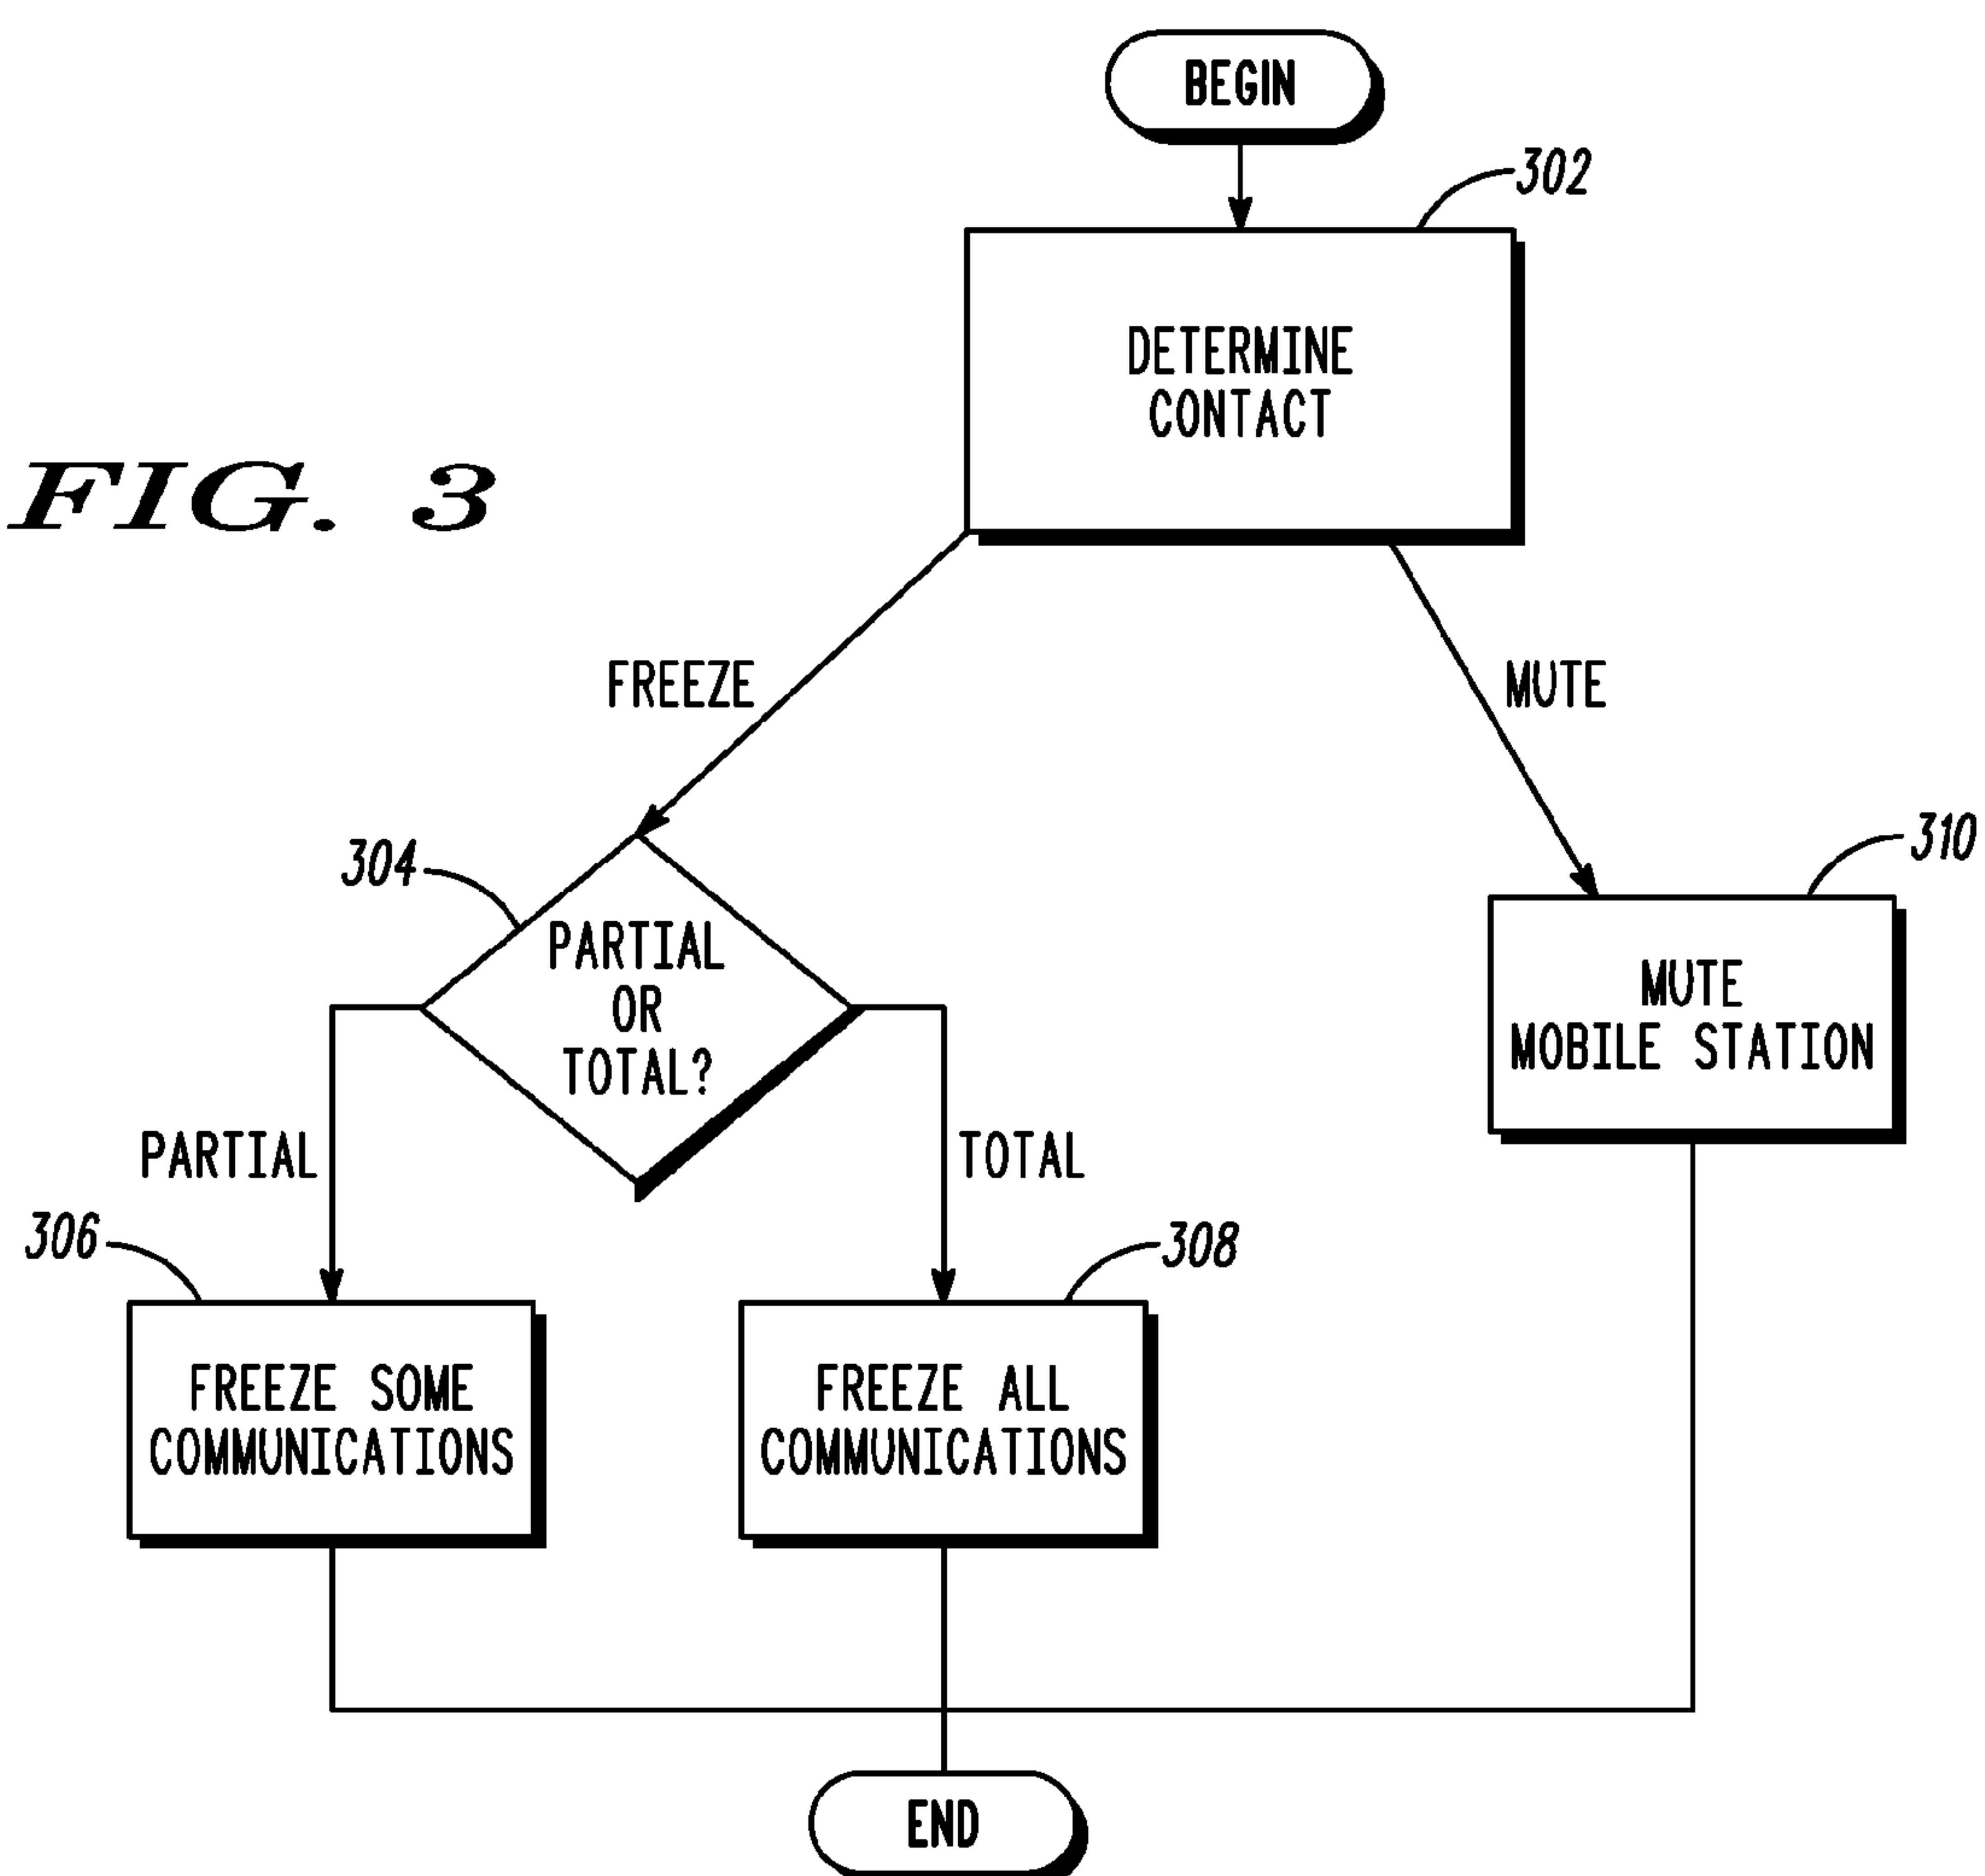 BEGIN
302
DETERMINE
CONTACT
FIG. 3
FREEZE
MUTE
304
310
PARTIAL
OR
TOTAL?
MUTE
MOBILE STATION
PARTIAL
TOTAL
306
308
FREEZE SOME
COMMUNICATIONS
FREEZE ALL
COMMUNICATIONS
END